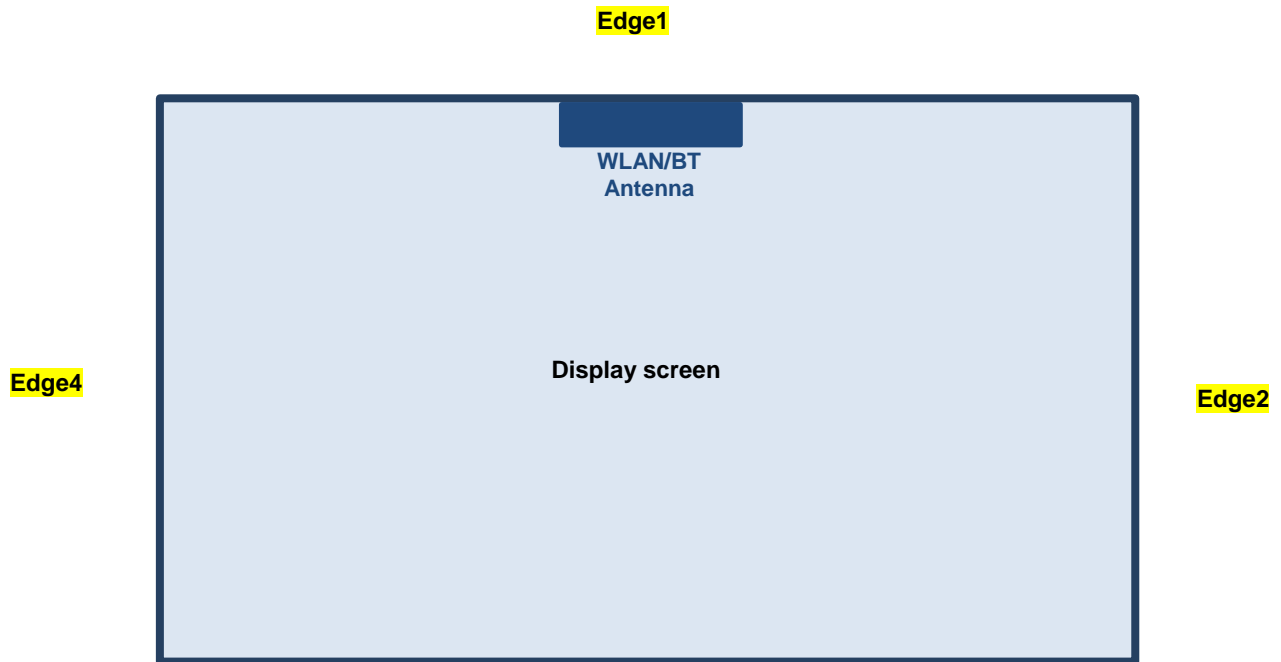 Edge1
WLAN/BT
Antenna
Display screen
Edge4
Edge2